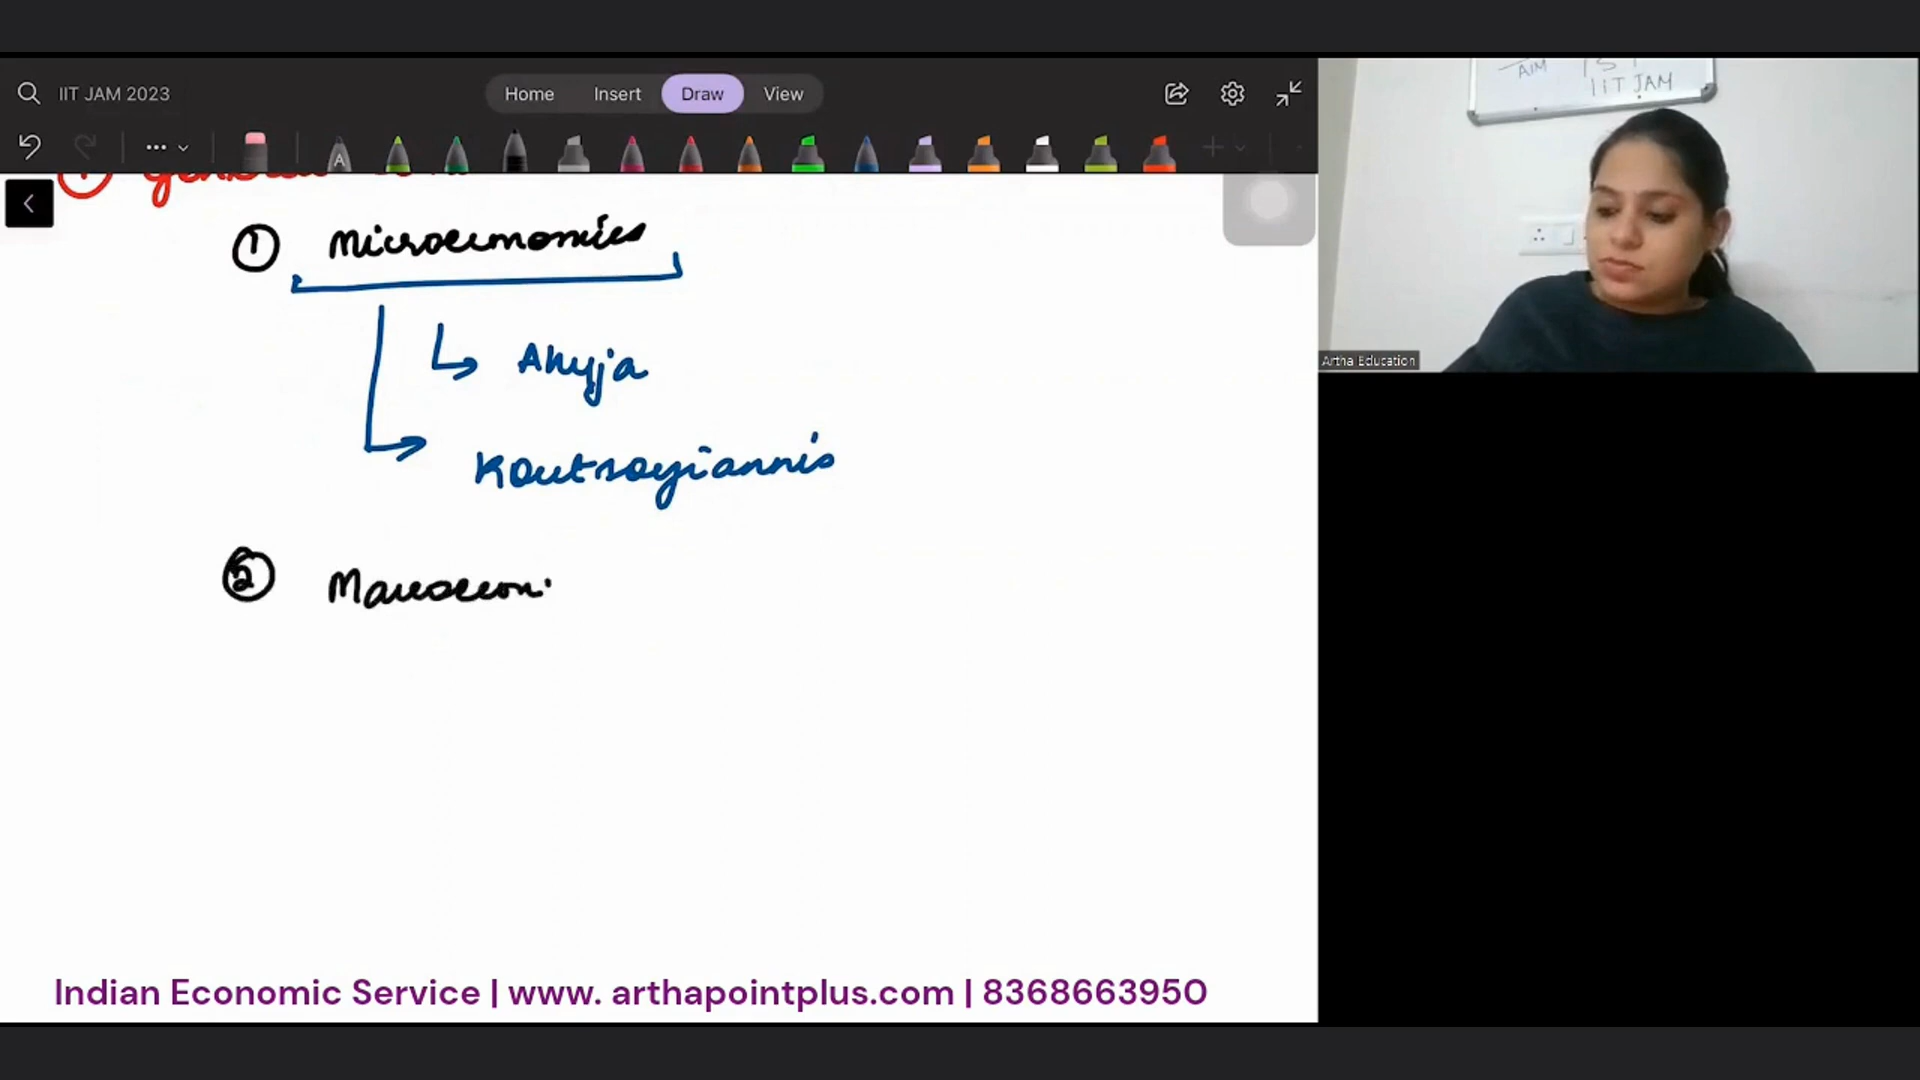 IIT JAM 2023
Home Insert Draw View
A
AIM
IIT JAM
① Microeconomics
Ahuja
Koutsoyiannis
Artha Education
② Macroecon
Indian Economic Service | www. arthapointplus.com | 8368663950